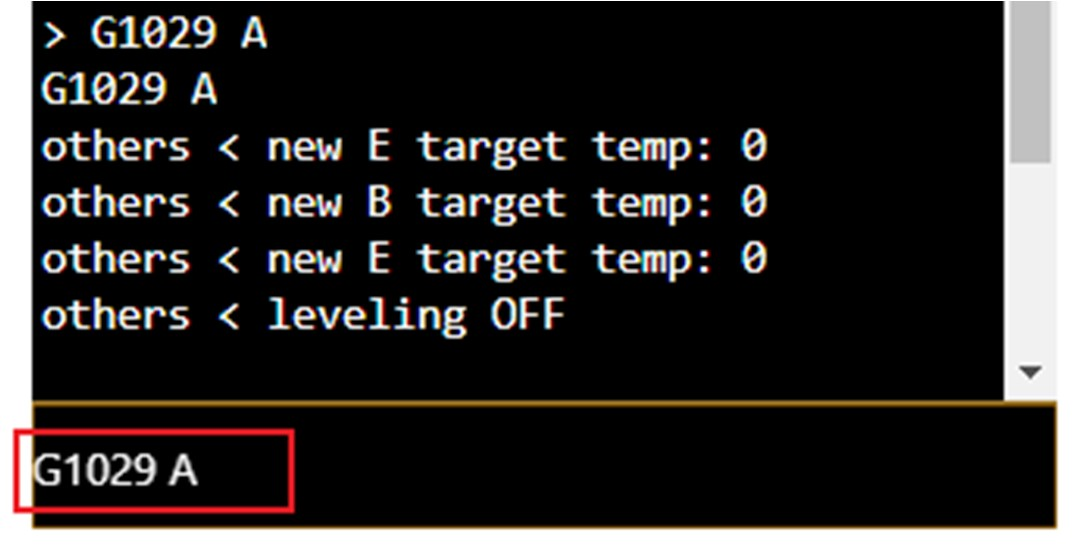 > G1029 A
G1029 A
others < new E target temp: 0
others < new B target temp: 0
others < new E target temp: 0
others < leveling OFF
G1029 A